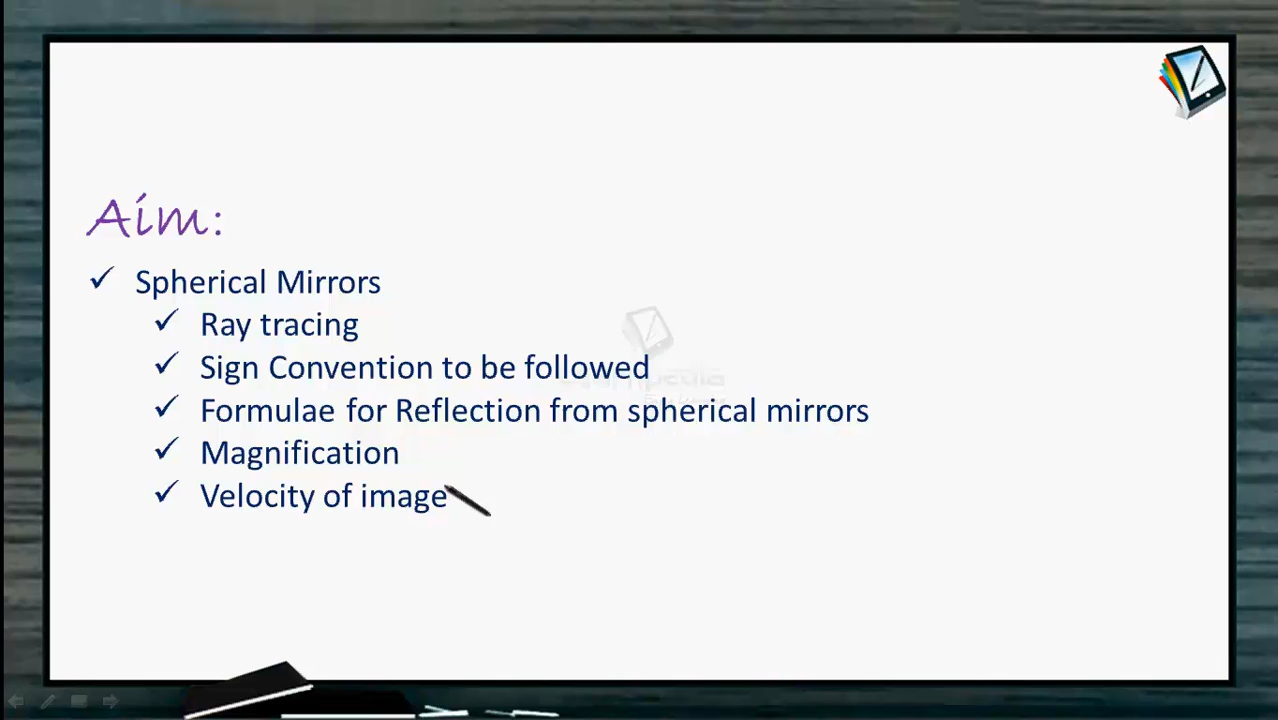 Aim:
✓ Spherical Mirrors
✓ Ray tracing
✓ Sign Convention to be followed
✓ Formulae for Reflection from spherical mirrors
✓ Magnification
✓ Velocity of image